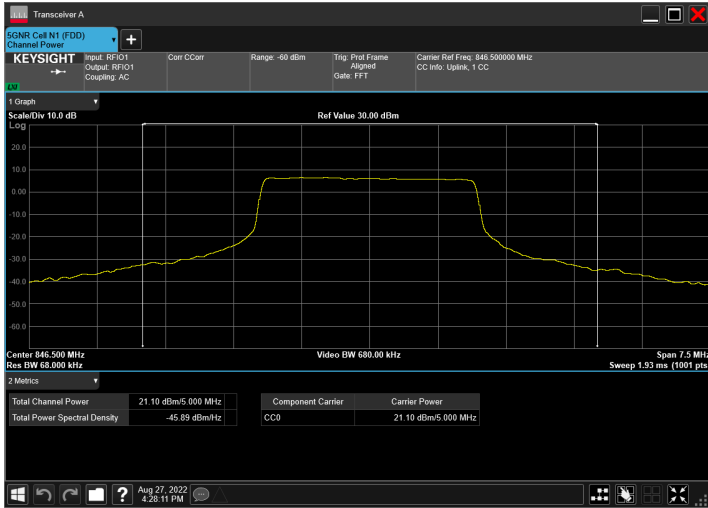 Transceiver A
5GNR Cell N1 (FDD)
Channel Power
KEYSIGHT
LXI
Input: RFIO1
Output: RFIO1
Coupling: AC
Corr CCorr
Range: -60 dBm
Trig: Prot Frame
Aligned
Gate: FFT
Carrier Ref Freq: 846.500000 MHz
CC Info: Uplink, 1 CC
1 Graph
Scale/Div 10.0 dB
Ref Value 30.00 dBm
Log
20.0
10.0
0.00
-10.0
-20.0
-30.0
-40.0
-50.0
-60.0
Center 846.500 MHz
Video BW 680.00 kHz
Span 7.5 MHz
Res BW 68.000 kHz
Sweep 1.93 ms (1001 pts
2 Metrics
Total Channel Power 21.10 dBm/5.000 MHz
Total Power Spectral Density -45.89 dBm/Hz
Component Carrier Carrier Power
CC0 21.10 dBm/5.000 MHz
?
Aug 27, 2022
4:28:11 PM